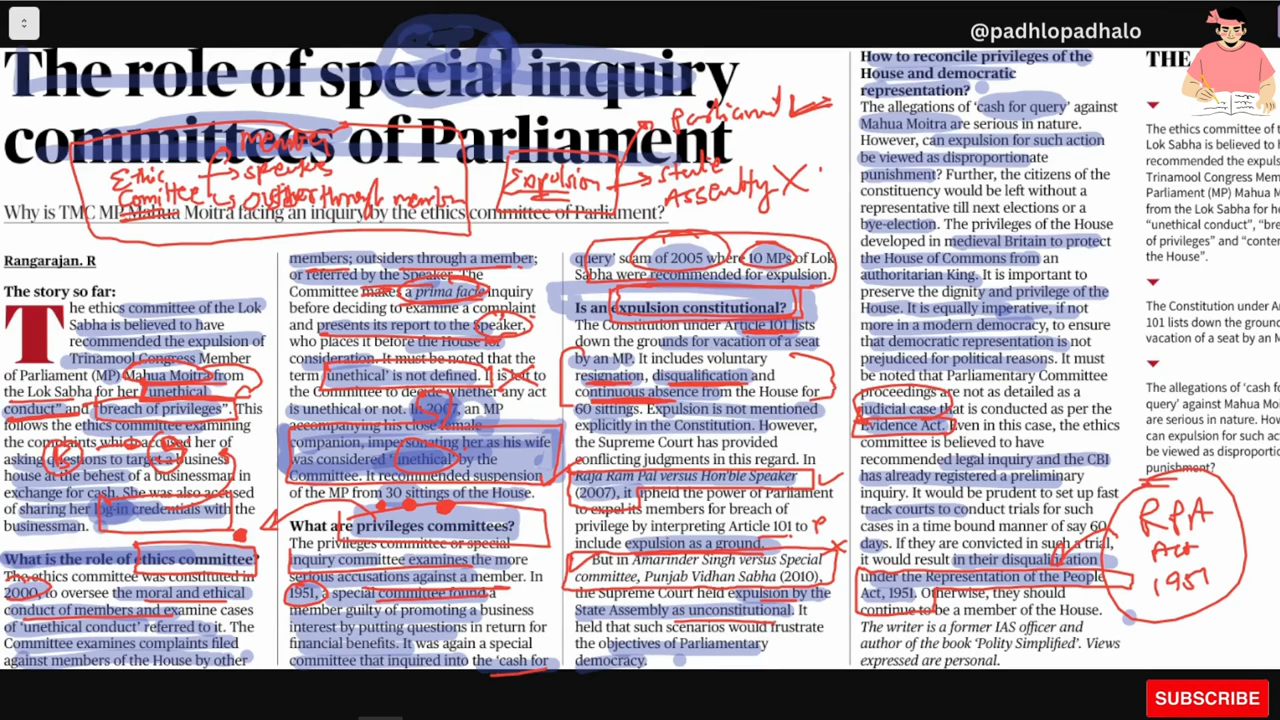 @padhlopadhalo
The role of special inquiry
committees of Parliament
member
Ethic
speaker
Expulsion
Parliament
State
Assembly X
Why is TMC MP Mahua Moitra facing an inquiry by the ethics committee of Parliament?
Rangarajan. R
The story so far:
The ethics committee of the Lok
Sabha is believed to have
recommended the expulsion of
Trinamool Congress Member
of Parliament (MP) Mahua Moitra from
the Lok Sabha for her "unethical
conduct" and "breach of privileges". This
follows the ethics committee examining
the complaints which accused her of
asking questions to target a business
house at the behest of a businessman in
exchange for cash. She was also accused
of sharing her log-in credentials with the
businessman.
What is the role of ethics committee?
The ethics committee was constituted in
2000, to oversee the moral and ethical
conduct of members and examine cases
of 'unethical conduct' referred to it. The
Committee examines complaints filed
against members of the House by other
members; outsiders through a member;
or referred by the Speaker. The
Committee makes a prima facie inquiry
before deciding to examine a complaint
and presents its report to the Speaker,
who places it before the House for
consideration. It must be noted that the
term 'unethical' is not defined. It is left to
the Committee to decide whether any act
is unethical or not. In 2007, an MP
accompanying his close female
companion, impersonating her as his wife
was considered 'unethical' by the
Committee. It recommended suspension
of the MP from 30 sittings of the House.
What are privileges committees?
The privileges committee or special
inquiry committee examines the more
serious accusations against a member. In
1951, a special committee found a
member guilty of promoting a business
interest by putting questions in return for
financial benefits. It was again a special
committee that inquired into the 'cash for
query' scam of 2005 where 10 MPs of Lok
Sabha were recommended for expulsion.
Is an expulsion constitutional?
The Constitution under Article 101 lists
down the grounds for vacation of a seat
by an MP. It includes voluntary
resignation, disqualification and
continuous absence from the House for
60 sittings. Expulsion is not mentioned
explicitly in the Constitution. However,
the Supreme Court has provided
conflicting judgments in this regard. In
Raja Ram Pal versus Hon'ble Speaker
(2007), it upheld the power of Parliament
to expel its members for breach of
privilege by interpreting Article 101 to
include expulsion as a ground.
But in Amarinder Singh versus Special
committee, Punjab Vidhan Sabha (2010),
the Supreme Court held expulsion by the
State Assembly as unconstitutional. It
held that such scenarios would frustrate
the objectives of Parliamentary
democracy.
How to reconcile privileges of the
House and democratic
representation?
The allegations of 'cash for query' against
Mahua Moitra are serious in nature.
However, can expulsion for such action
be viewed as disproportionate
punishment? Further, the citizens of the
constituency would be left without a
representative till next elections or a
bye-election. The privileges of the House
developed in medieval Britain to protect
the House of Commons from an
authoritarian King. It is important to
preserve the dignity and privilege of the
House. It is equally imperative, if not
more in a modern democracy, to ensure
that democratic representation is not
prejudiced for political reasons. It must
be noted that Parliamentary Committee
proceedings are not as detailed as a
judicial case that is conducted as per the
Evidence Act. Even in this case, the ethics
committee is believed to have
recommended legal inquiry and the CBI
has already registered a preliminary
inquiry. It would be prudent to set up fast
track courts to conduct trials for such
cases in a time bound manner of say 60
days. If they are convicted in such a trial,
it would result in their disqualification
under the Representation of the People
Act, 1951. Otherwise, they should
continue to be a member of the House.
The writer is a former IAS officer and
author of the book 'Polity Simplified'. Views
expressed are personal.
THE
The ethics committee of
Lok Sabha is believed to
recommended the expuls
Trinamool Congress Mem
Parliament (MP) Mahua M
from the Lok Sabha for he
"unethical conduct", "bre
of privileges" and "conten
the House".
The Constitution under A
101 lists down the ground
vacation of a seat by an M
The allegations of 'cash fo
query' against Mahua Moi
are serious in nature. How
can expulsion for such act
be viewed as disproportio
punishment?
RPA
Act
1951
SUBSCRIBE